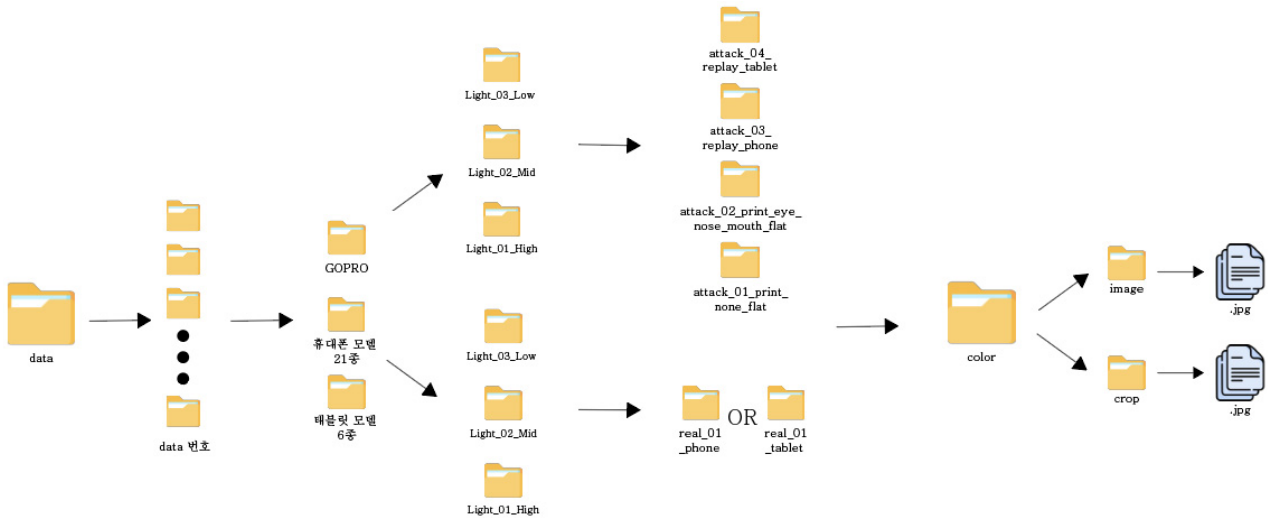 data
data 번호
GOPRO
휴대폰 모델
21종
태블릿 모델
6종
Light_03_Low
Light_02_Mid
Light_01_High
Light_03_Low
Light_02_Mid
Light_01_High
attack_04_
replay_tablet
attack_03_
replay_phone
attack_02_print_eye_
nose_mouth_flat
attack_01_print_
none_flat
real_01
_phone
OR
real_01
_tablet
color
image
.jpg
crop
.jpg